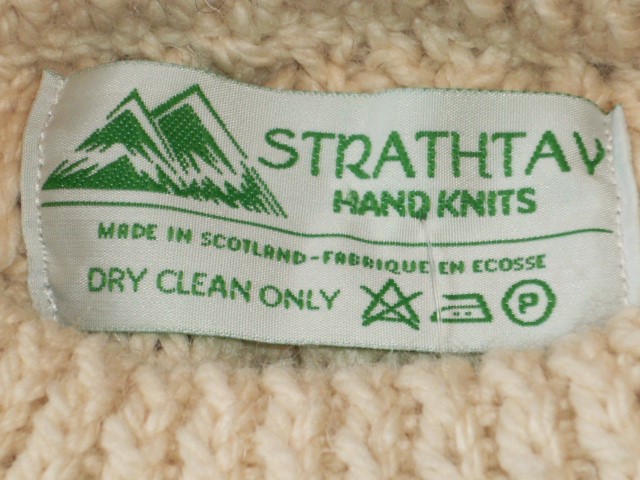 STRATHTAY
HAND KNITS
MADE IN SCOTLAND-FABRIQUE EN ECOSSE
DRY CLEAN ONLY P